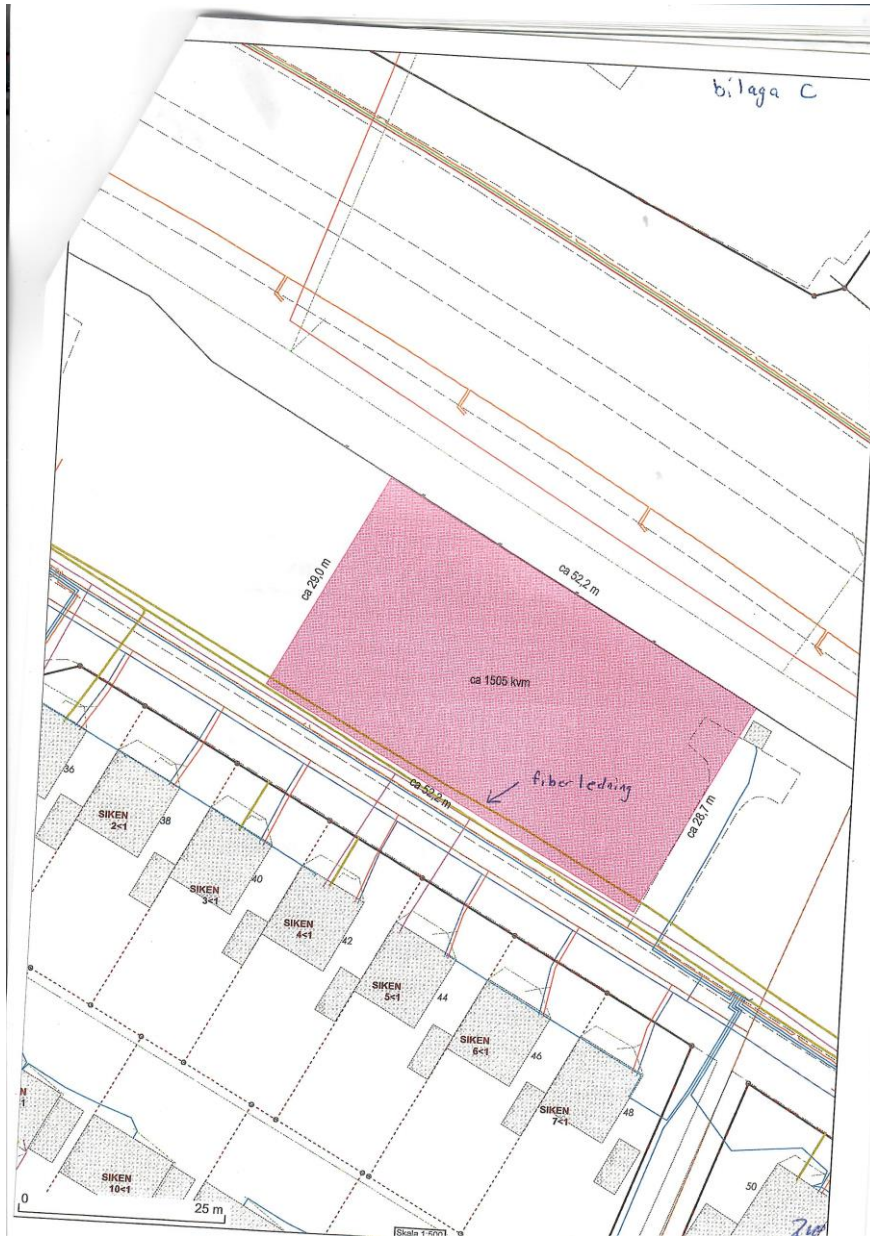 bilaga C
ca 29,0 m
ca 52,2 m
ca 1505 kvm
fiber ledning
ca 52,2 m
ca 28,7 m
36
SIKEN
2<1
38
SIKEN
3<1
40
SIKEN
4<1
42
SIKEN
5<1
44
SIKEN
6<1
46
SIKEN
7<1
48
N
1
SIKEN
10<1
50
0
25 m
Skala 1:500